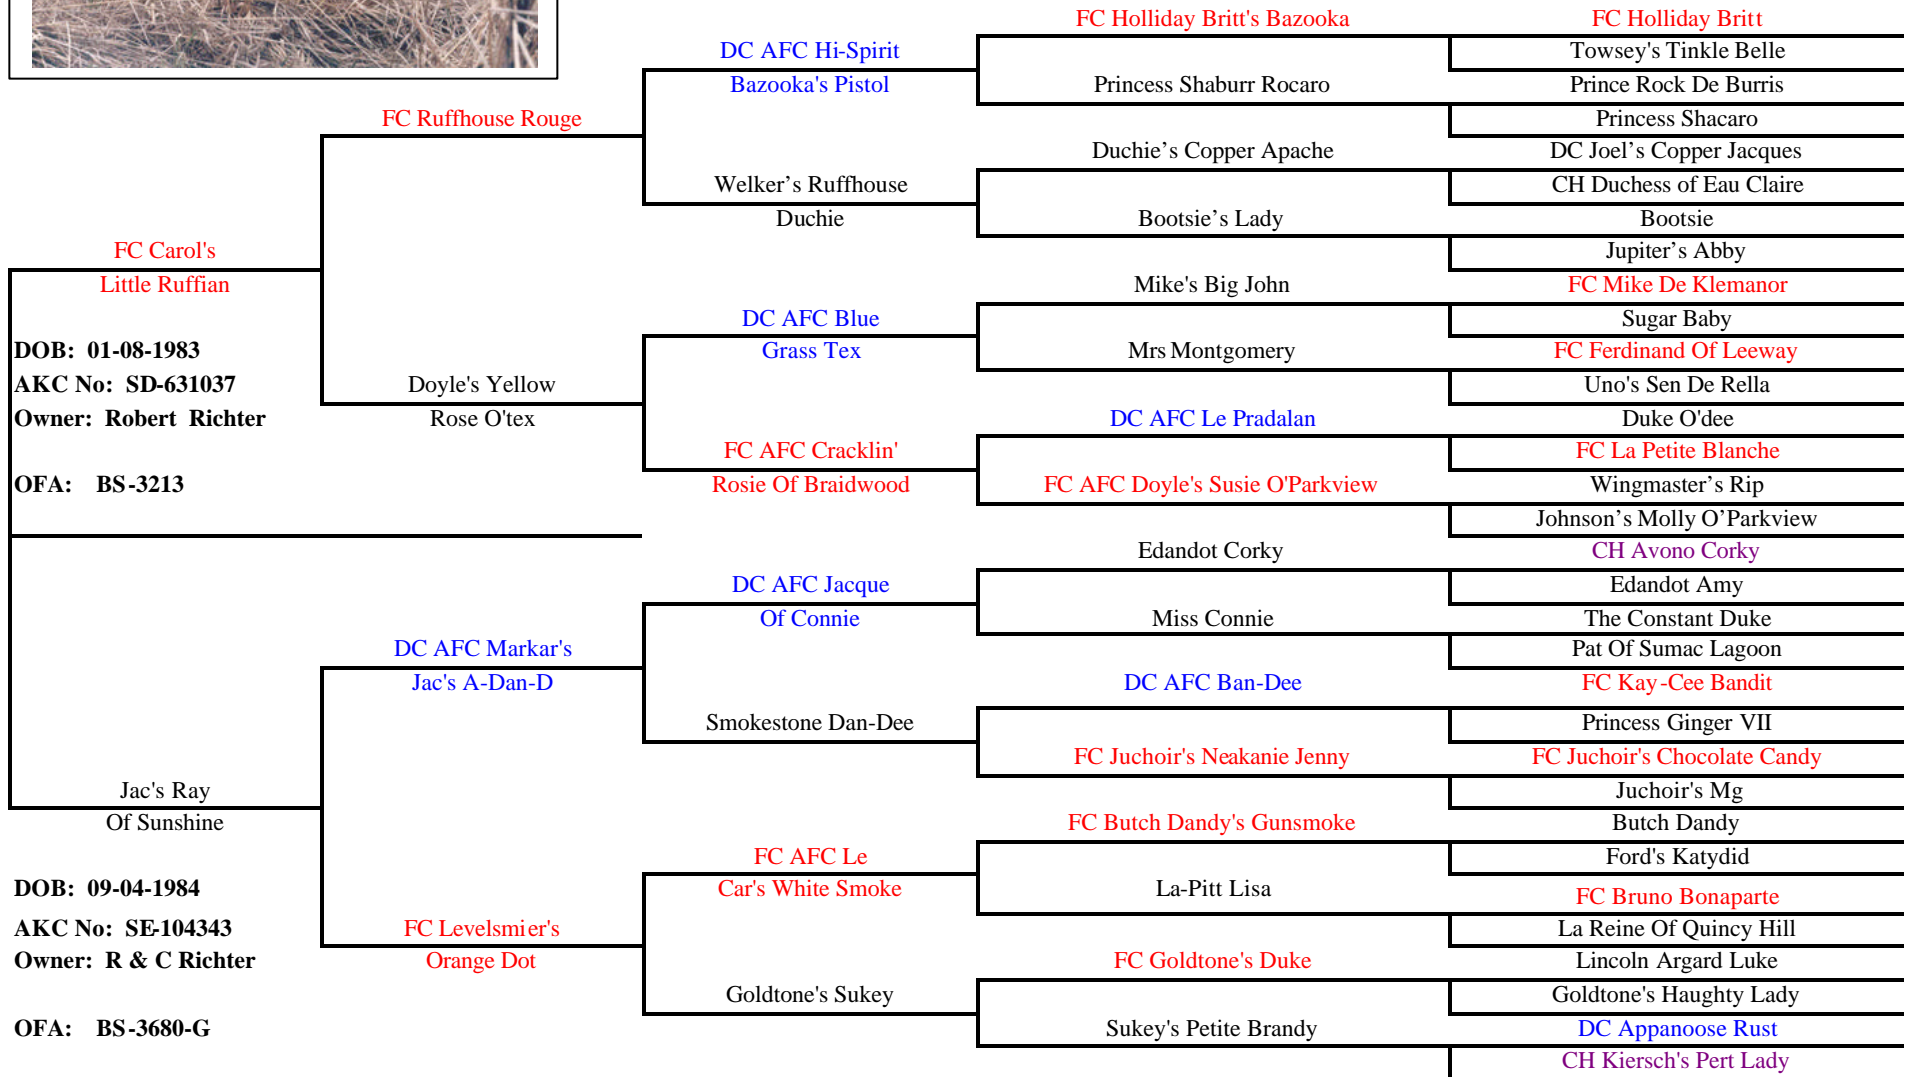 FC Carol's
Little Ruffian
DOB: 01-08-1983
AKC No: SD-631037
Owner: Robert Richter
OFA: BS-3213
Jac's Ray
Of Sunshine
DOB: 09-04-1984
AKC No: SE-104343
Owner: R & C Richter
OFA: BS-3680-G
FC Ruffhouse Rouge
Doyle's Yellow
Rose O'tex
DC AFC Markar's
Jac's A-Dan-D
FC Levelsmier's
Orange Dot
DC AFC Hi-Spirit
Bazooka's Pistol
Welker's Ruffhouse
Duchie
DC AFC Blue
Grass Tex
FC AFC Cracklin'
Rosie Of Braidwood
DC AFC Jacque
Of Connie
Smokestone Dan-Dee
FC AFC Le
Car's White Smoke
Goldtone's Sukey
FC Holliday Britt's Bazooka
Princess Shaburr Rocaro
Duchie’s Copper Apache
Bootsie’s Lady
Mike's Big John
Mrs Montgomery
DC AFC Le Pradalan
FC AFC Doyle's Susie O'Parkview
Edandot Corky
Miss Connie
DC AFC Ban-Dee
FC Juchoir's Neakanie Jenny
FC Butch Dandy's Gunsmoke
La-Pitt Lisa
FC Goldtone's Duke
Sukey's Petite Brandy
FC Holliday Britt
Towsey's Tinkle Belle
Prince Rock De Burris
Princess Shacaro
DC Joel's Copper Jacques
CH Duchess of Eau Claire
Bootsie
Jupiter’s Abby
FC Mike De Klemanor
Sugar Baby
FC Ferdinand Of Leeway
Uno's Sen De Rella
Duke O'dee
FC La Petite Blanche
Wingmaster’s Rip
Johnson’s Molly O’Parkview
CH Avono Corky
Edandot Amy
The Constant Duke
Pat Of Sumac Lagoon
FC Kay-Cee Bandit
Princess Ginger VII
FC Juchoir's Chocolate Candy
Juchoir's Mg
Butch Dandy
Ford's Katydid
FC Bruno Bonaparte
La Reine Of Quincy Hill
Lincoln Argard Luke
Goldtone's Haughty Lady
DC Appanoose Rust
CH Kiersch's Pert Lady